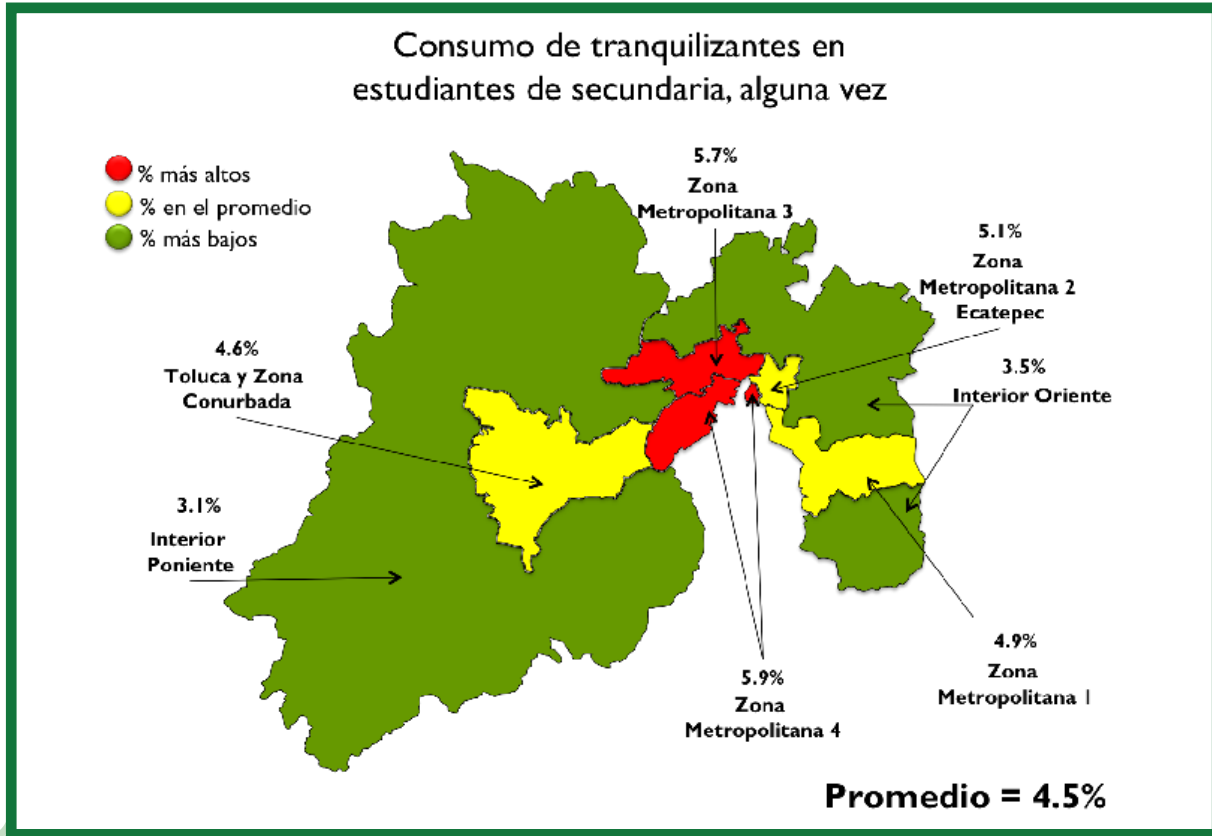 Consumo de tranquilizantes en
estudiantes de secundaria, alguna vez
% más altos
% en el promedio
% más bajos
5.7%
Zona
Metropolitana 3
5.1%
Zona
Metropolitana 2
Ecatepec
4.6%
Toluca y Zona
Conurbada
3.5%
Interior Oriente
3.1%
Interior
Poniente
5.9%
Zona
Metropolitana 4
4.9%
Zona
Metropolitana 1
Promedio = 4.5%